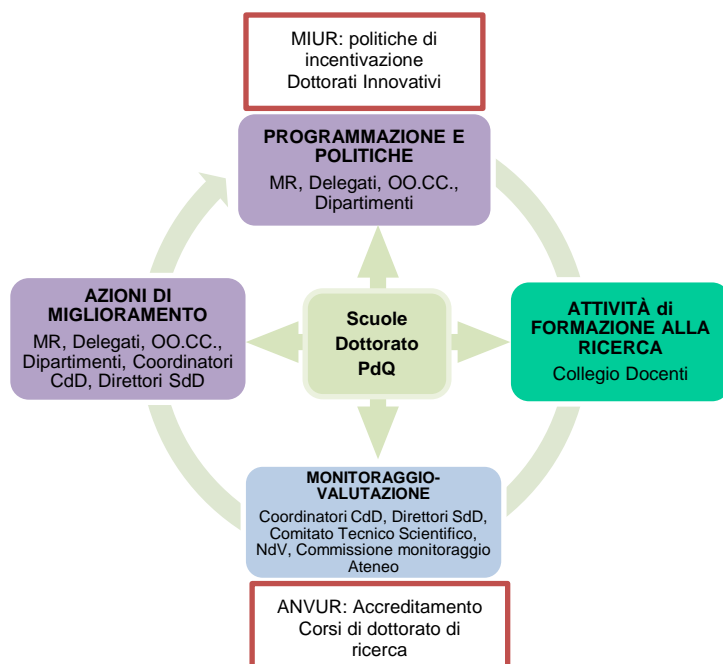 MIUR: politiche di
incentivazione
Dottorati Innovativi
PROGRAMMAZIONE E
POLITICHE
MR, Delegati, OO.CC.,
Dipartimenti
AZIONI DI
MIGLIORAMENTO
MR, Delegati, OO.CC.,
Dipartimenti, Coordinatori
CdD, Direttori SdD
Scuole
Dottorato
PdQ
ATTIVITÀ di
FORMAZIONE ALLA
RICERCA
Collegio Docenti
MONITORAGGIO-
VALUTAZIONE
Coordinatori CdD, Direttori SdD,
Comitato Tecnico Scientifico,
NdV, Commissione monitoraggio
Ateneo
ANVUR: Accreditamento
Corsi di dottorato di
ricerca